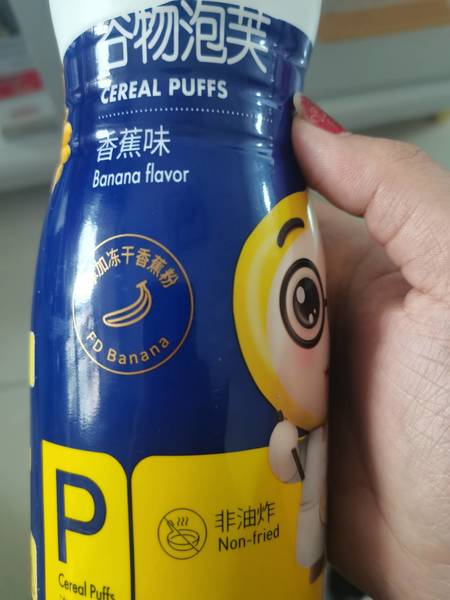 谷物泡芙
CEREAL PUFFS
香蕉味
Banana flavor
添加冻干香蕉粉
FD Banana
P
非油炸
Non-fried
Cereal Puffs